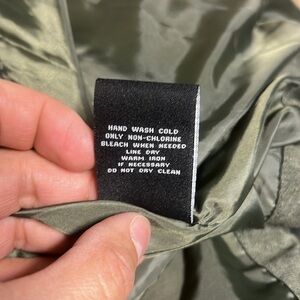 HAND WASH COLD
ONLY NON-CHLORINE
BLEACH WHEN NEEDED
LINE DRY
WARM IRON
IF NECESSARY
DO NOT DRY CLEAN